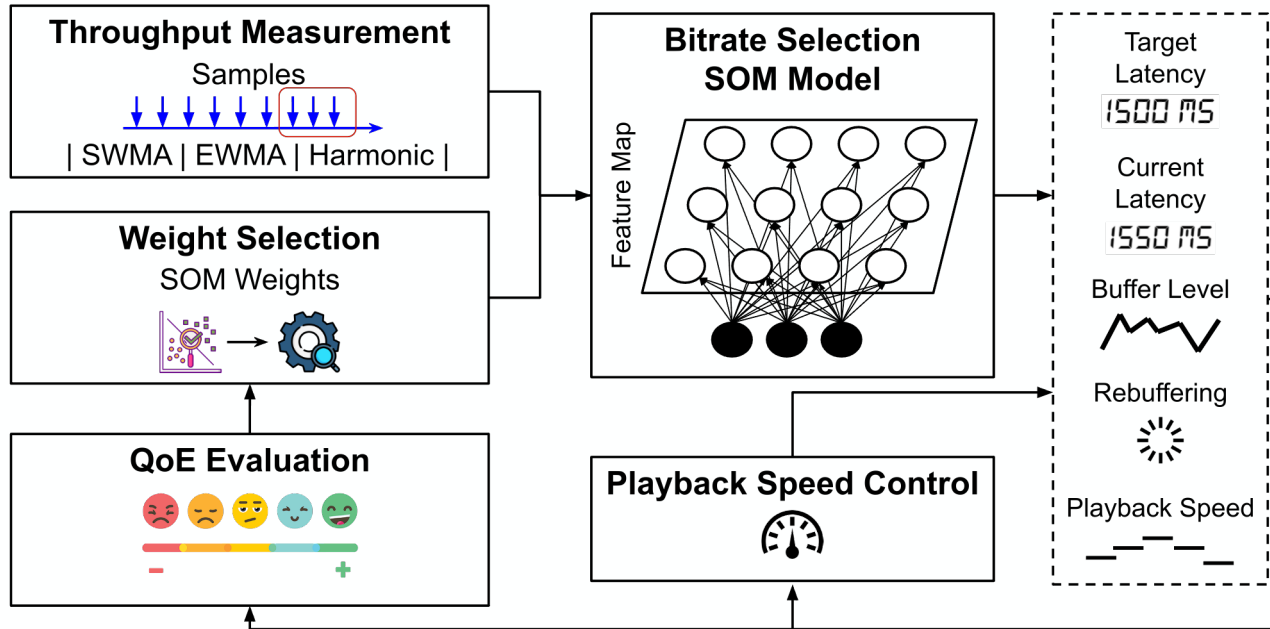 Throughput Measurement
Samples
| SWMA | EWMA | Harmonic |
Weight Selection
SOM Weights
QoE Evaluation
-
+
Bitrate Selection
SOM Model
Feature Map
Playback Speed Control
Target
Latency
1500 MS
Current
Latency
1550 MS
Buffer Level
Rebuffering
Playback Speed